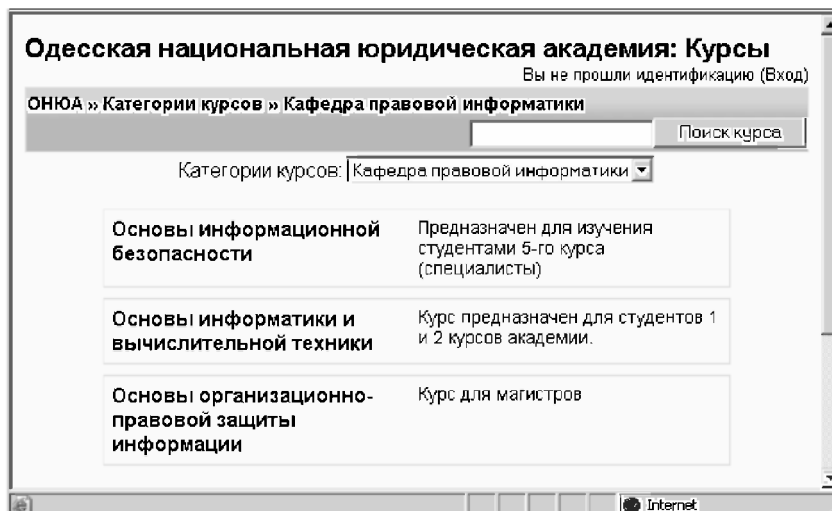 Одесская национальная юридическая академия: Курсы
Вы не прошли идентификацию (Вход)
ОНЮА » Категории курсов » Кафедра правовой информатики
Поиск курса
Категории курсов: Кафедра правовой информатики
Основы информационной
безопасности
Предназначен для изучения
студентами 5-го курса
(специалисты)
Основы информатики и
вычислительной техники
Курс предназначен для студентов 1
и 2 курсов академии.
Основы организационно-
правовой защиты
информации
Курс для магистров
Internet